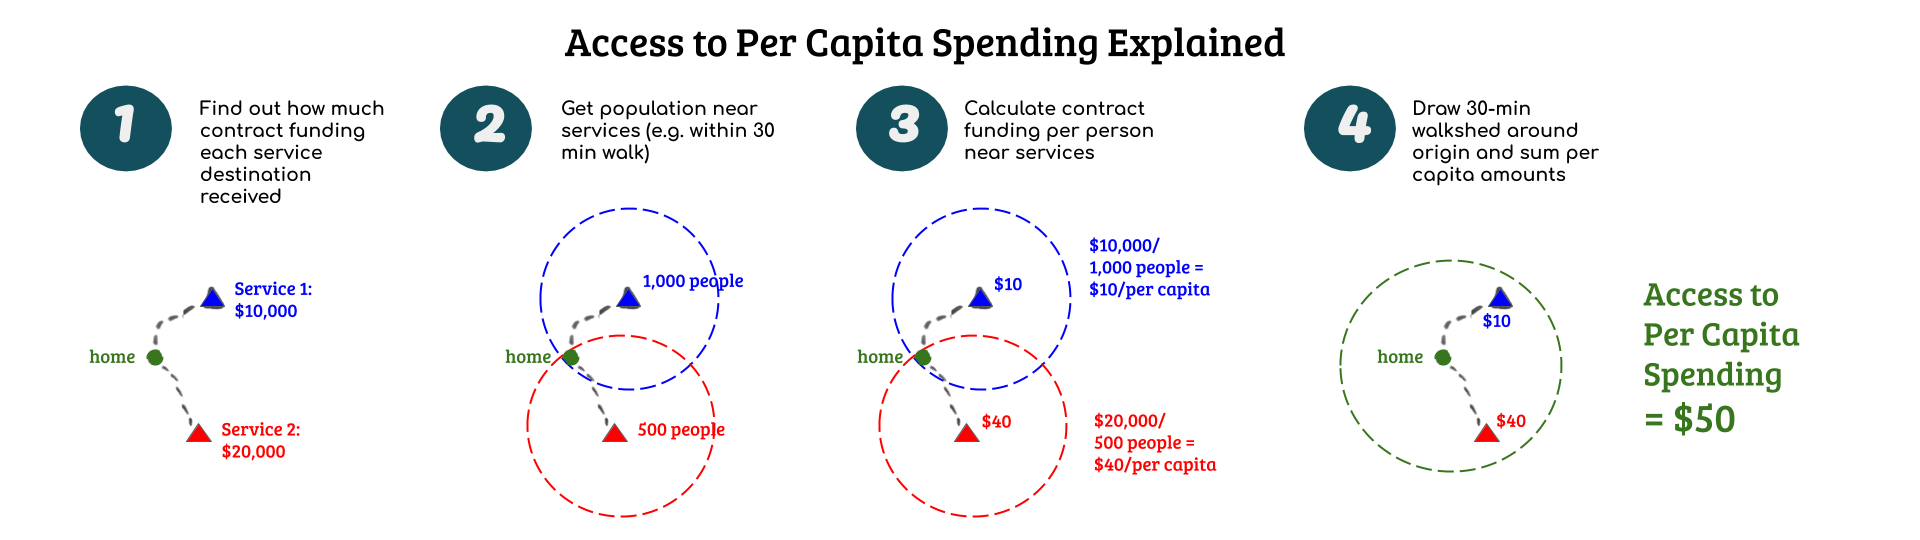 Access to Per Capita Spending Explained
1
Find out how much
contract funding
each service
destination
received
home
Service 1:
$10,000
Service 2:
$20,000
2
Get population near
services (e.g. within 30
min walk)
1,000 people
home
500 people
3
Calculate contract
funding per person
near services
$10
home
$40
$10,000/
1,000 people =
$10/per capita
$20,000/
500 people =
$40/per capita
4
Draw 30-min
walkshed around
origin and sum per
capita amounts
$10
home
$40
Access to
Per Capita
Spending
= $50